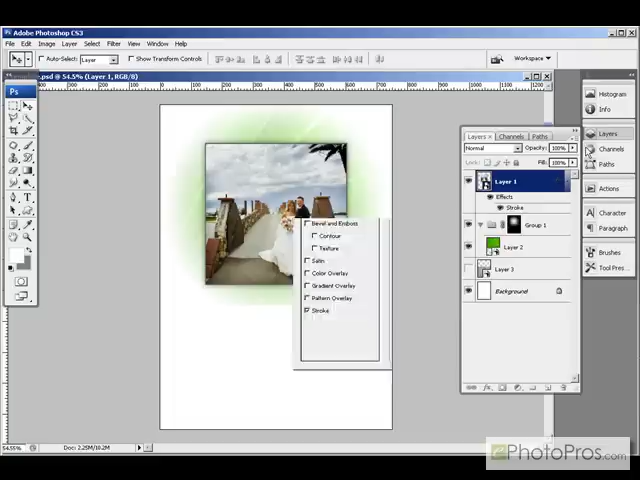 Adobe Photoshop CS3
File Edit Image Layer Select Filter View Window Help
Auto-Select: Layer Show Transform Controls Workspace
@ 54.5% (Layer 1, RGB/8)
Ps
Histogram
Info
Layers
Channels
Paths
Actions
Character
Paragraph
Brushes
Tool Pres...
Layers Channels Paths
Normal Opacity: 100%
Lock: Fill: 100%
Layer 1
Effects
Stroke
Group 1
Layer 2
Layer 3
Background
Bevel and Emboss
Contour
Texture
Satin
Color Overlay
Gradient Overlay
Pattern Overlay
Stroke
54.55% Doc: 2.25M/10.2M
ePhotoPros.com